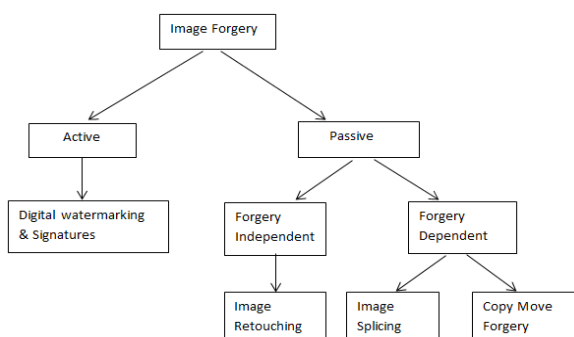 Image Forgery
Active
Passive
Digital watermarking
& Signatures
Forgery
Independent
Forgery
Dependent
Image
Retouching
Image
Splicing
Copy Move
Forgery